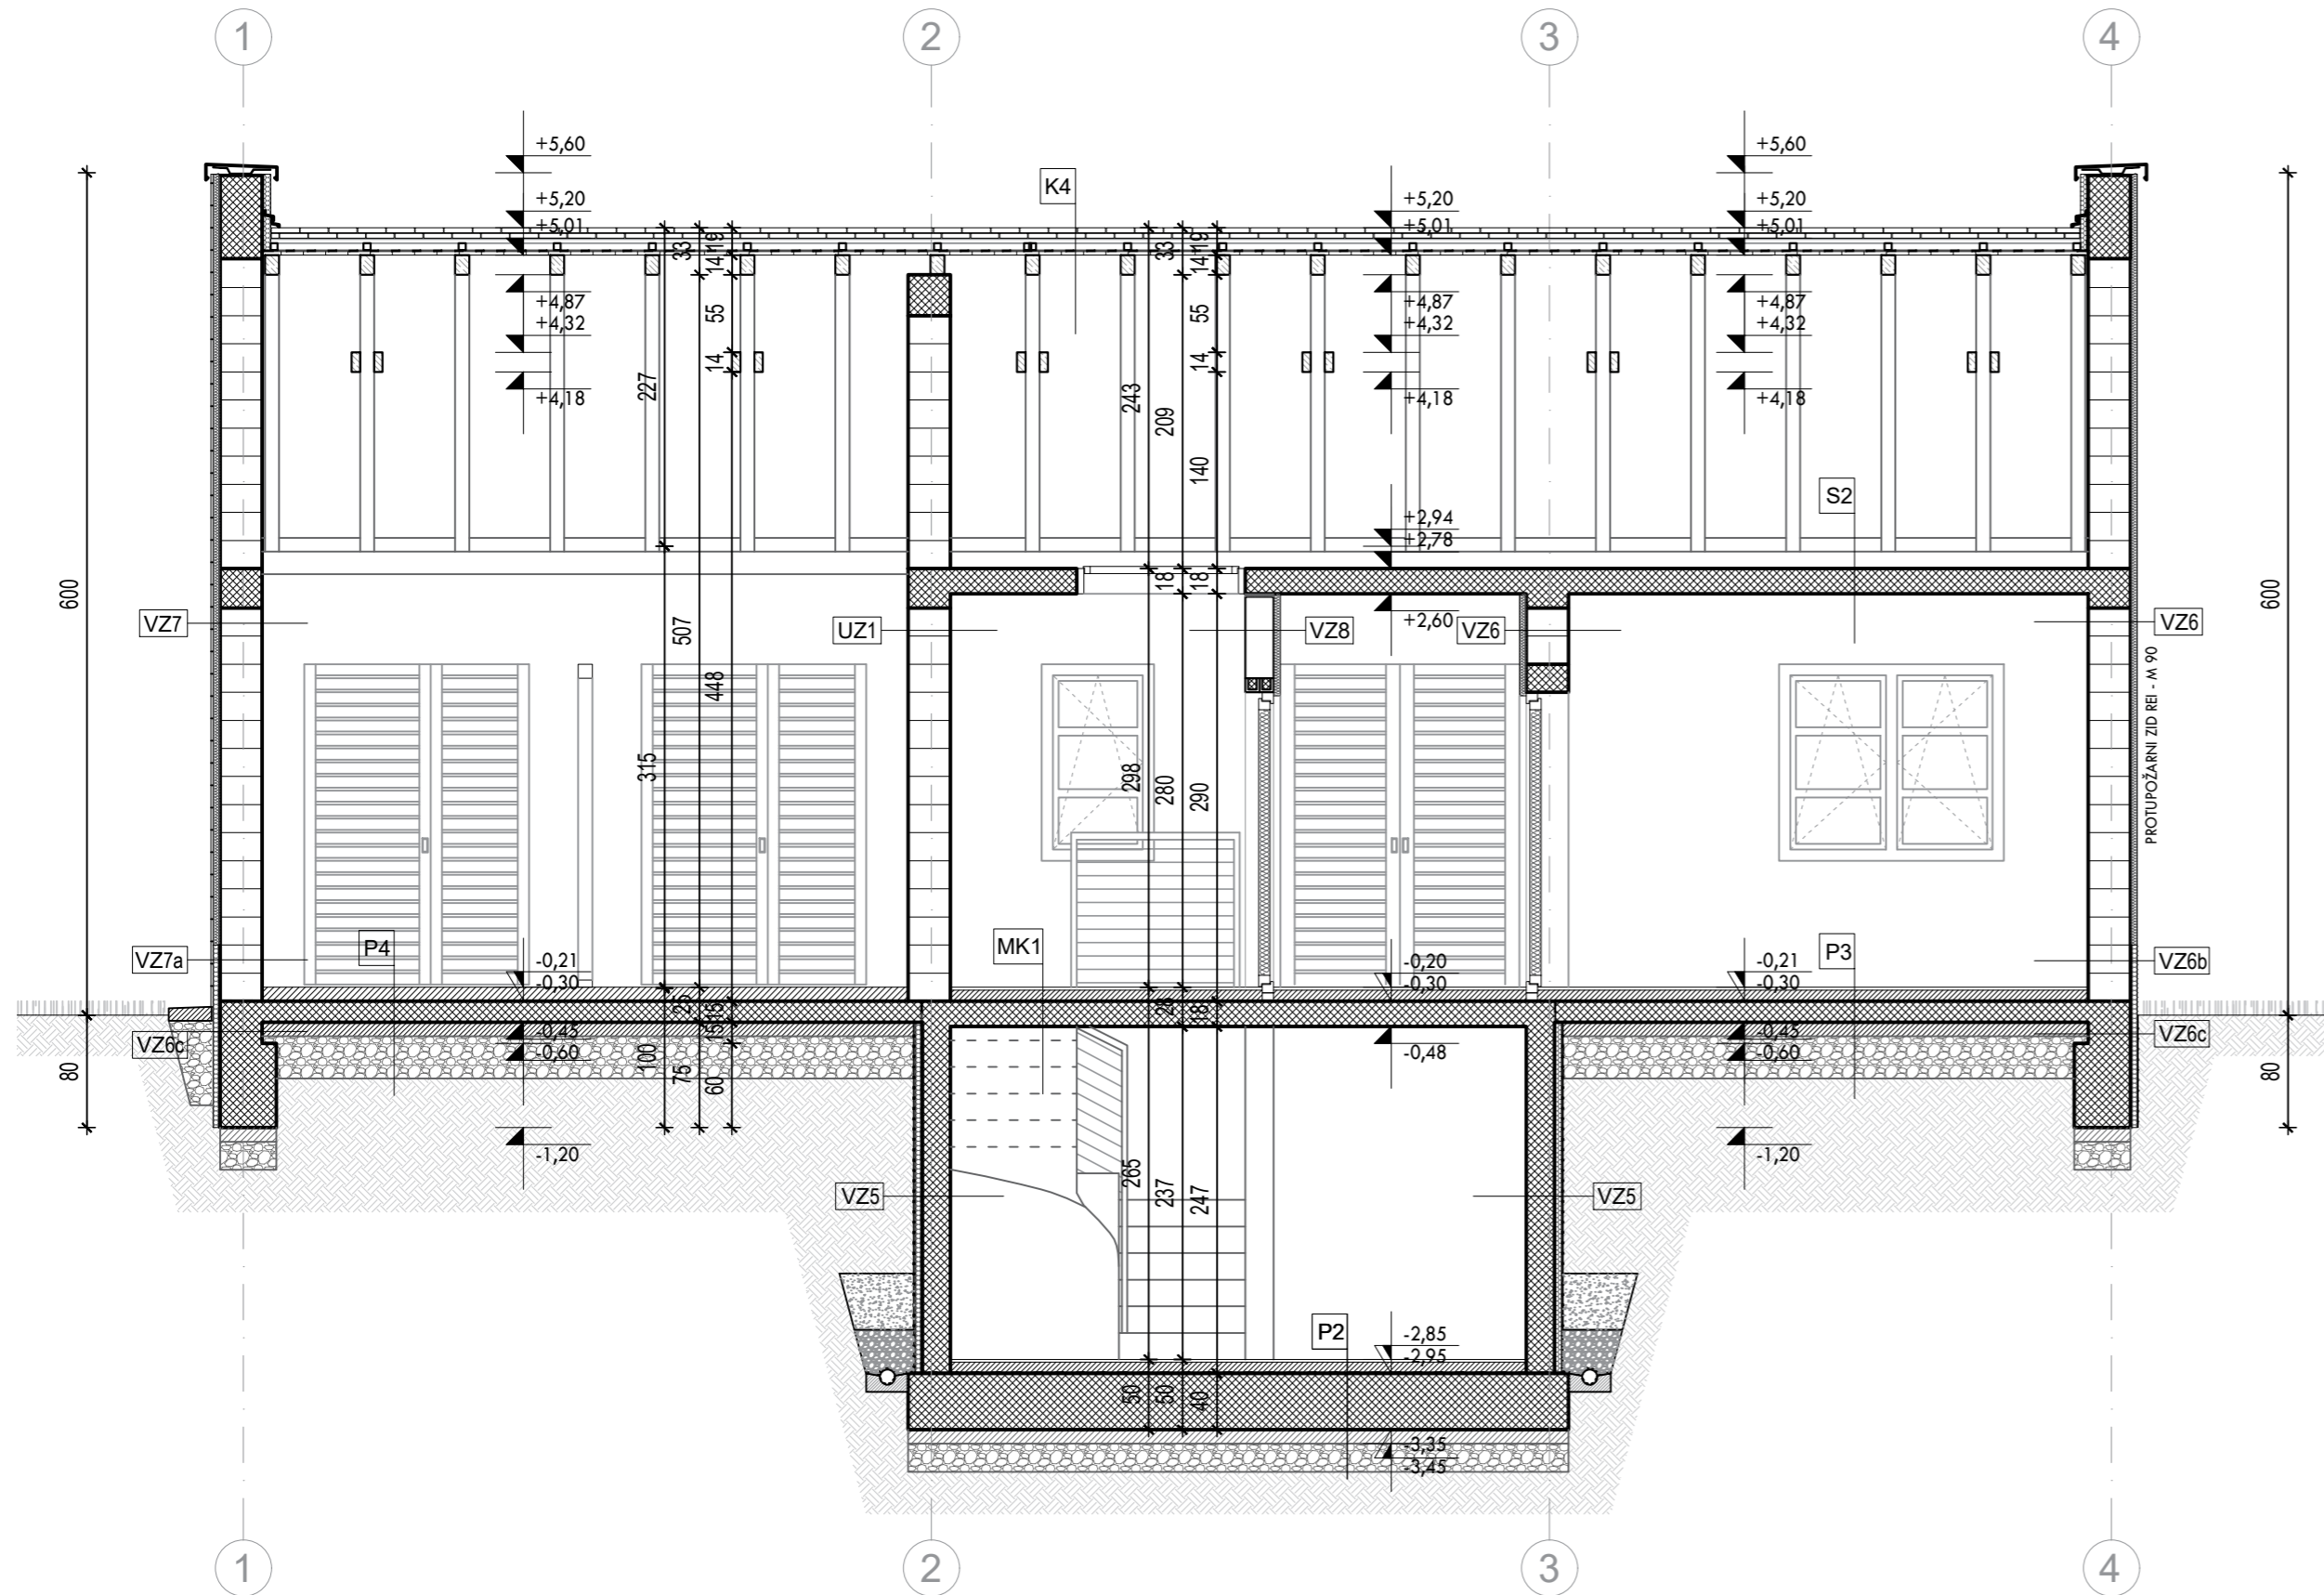 1 2 3 4
+5,60 +5,60
K4
+5,20 +5,20 +5,20
+5,01 +5,01 +5,01
33 14 19 33 14 19
+4,87 +4,87 +4,87
+4,32 +4,32 +4,32
55 55
14 14
+4,18 +4,18 +4,18
227 243 209 140
S2
+2,94
+2,78
18 18
600 600
+2,60
VZ7 UZ1 VZ8 VZ6 VZ6
507 448 315 298 280 290
PROTUPOŽARNI ZID REI - M 90
P4 MK1 P3
VZ7a VZ6b
-0,21 -0,20 -0,21
-0,30 -0,30 -0,30
25 15 28 18
VZ6c -0,45 15 -0,45 VZ6c
-0,60 -0,48 -0,60
80 100 75 60 80
-1,20 -1,20
VZ5 265 237 247 VZ5
P2
-2,85
-2,95
50 50 40
-3,35
-3,45
1 2 3 4